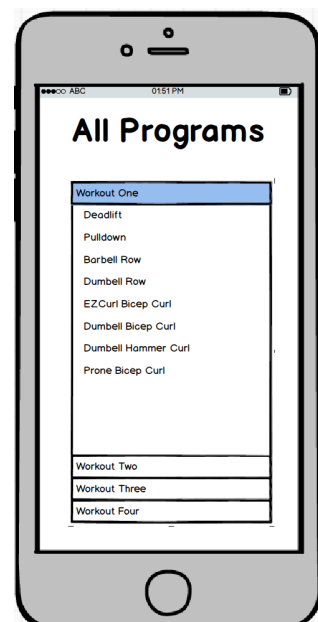 ABC 01:51 PM
All Programs
Workout One
Deadlift
Pulldown
Barbell Row
Dumbell Row
EZCurl Bicep Curl
Dumbell Bicep Curl
Dumbell Hammer Curl
Prone Bicep Curl
Workout Two
Workout Three
Workout Four